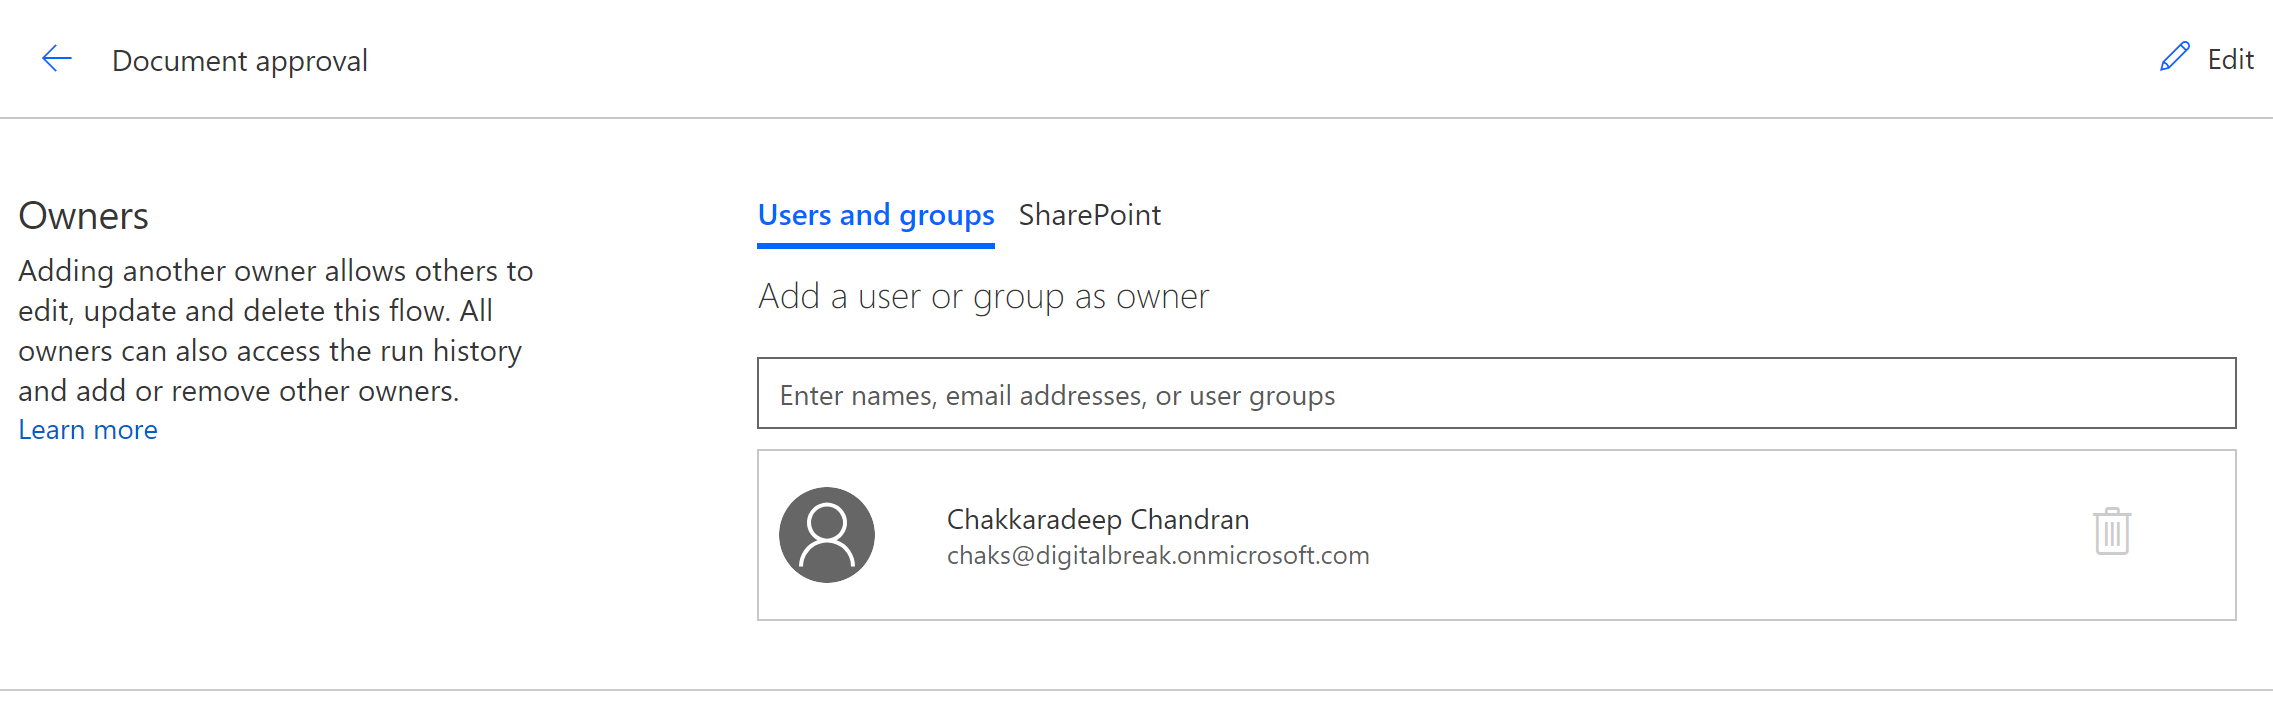 Document approval
Edit
Owners
Adding another owner allows others to
edit, update and delete this flow. All
owners can also access the run history
and add or remove other owners.
Learn more
Users and groups
SharePoint
Add a user or group as owner
Enter names, email addresses, or user groups
Chakkaradeep Chandran
chaks@digitalbreak.onmicrosoft.com